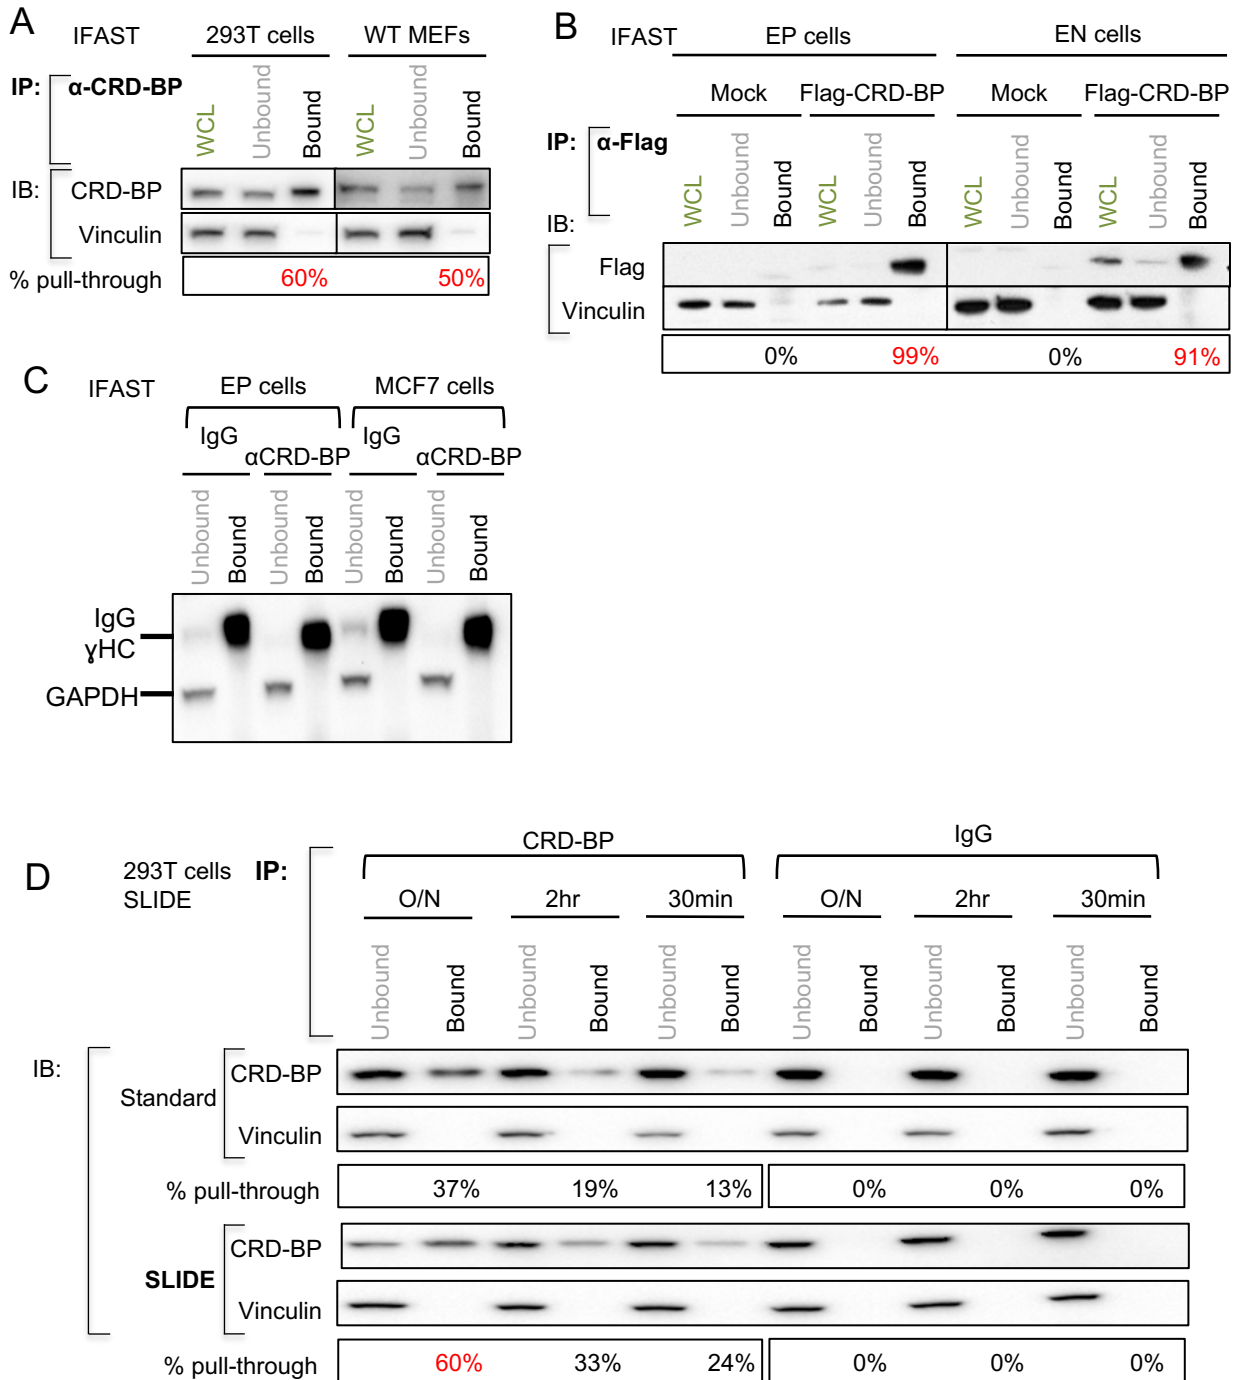 A
IFAST 293T cells WT MEFs
IP: α-CRD-BP
WCL Unbound Bound WCL Unbound Bound
IB: CRD-BP
Vinculin
% pull-through 60% 50%
B
IFAST EP cells EN cells
Mock Flag-CRD-BP Mock Flag-CRD-BP
IP: α-Flag
WCL Unbound Bound WCL Unbound Bound WCL Unbound Bound WCL Unbound Bound
IB:
Flag
Vinculin
0% 99% 0% 91%
C
IFAST EP cells MCF7 cells
IgG αCRD-BP IgG αCRD-BP
Unbound Bound Unbound Bound Unbound Bound Unbound Bound
IgG
ɣHC
GAPDH
D
293T cells IP: CRD-BP IgG
SLIDE
O/N 2hr 30min O/N 2hr 30min
Unbound Bound Unbound Bound Unbound Bound Unbound Bound Unbound Bound Unbound Bound
IB:
Standard CRD-BP
Vinculin
% pull-through 37% 19% 13% 0% 0% 0%
SLIDE CRD-BP
Vinculin
% pull-through 60% 33% 24% 0% 0% 0%